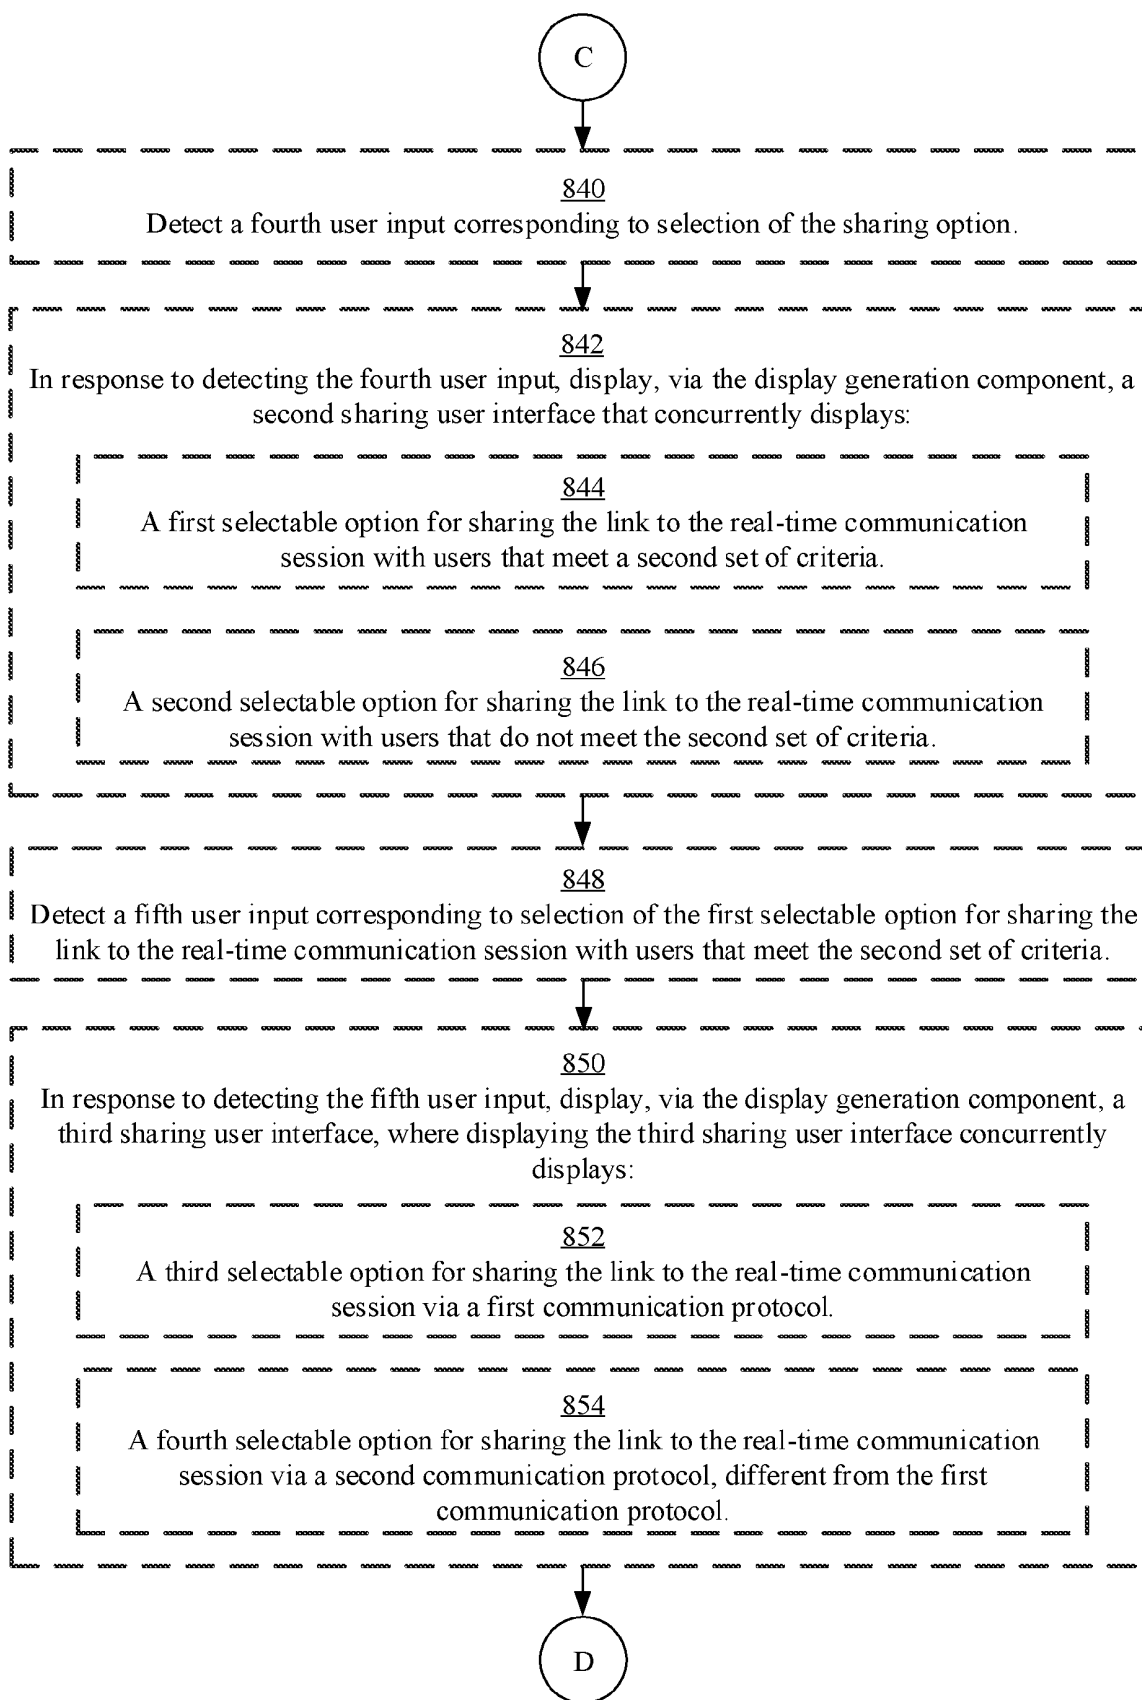 C
840
Detect a fourth user input corresponding to selection of the sharing option.
842
In response to detecting the fourth user input, display, via the display generation component, a
second sharing user interface that concurrently displays:
844
A first selectable option for sharing the link to the real-time communication
session with users that meet a second set of criteria.
846
A second selectable option for sharing the link to the real-time communication
session with users that do not meet the second set of criteria.
848
Detect a fifth user input corresponding to selection of the first selectable option for sharing the
link to the real-time communication session with users that meet the second set of criteria.
850
In response to detecting the fifth user input, display, via the display generation component, a
third sharing user interface, where displaying the third sharing user interface concurrently
displays:
852
A third selectable option for sharing the link to the real-time communication
session via a first communication protocol.
854
A fourth selectable option for sharing the link to the real-time communication
session via a second communication protocol, different from the first
communication protocol.
D